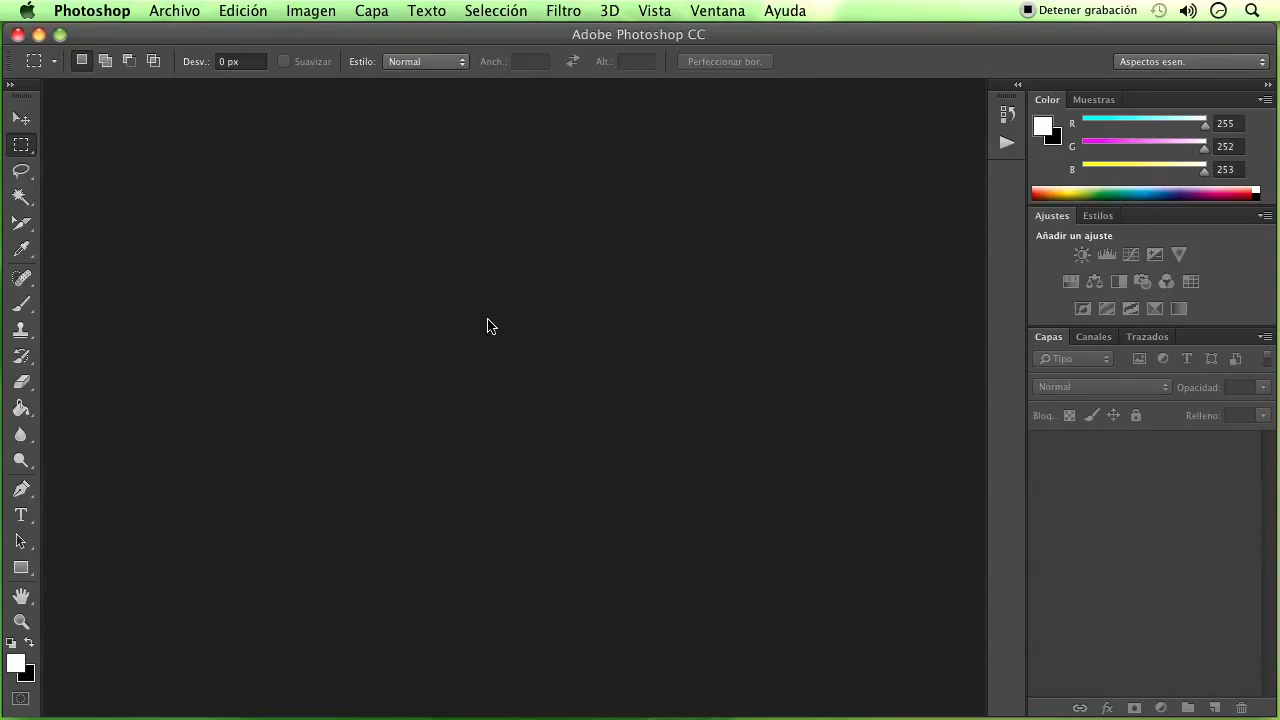 Photoshop Archivo Edición Imagen Capa Texto Selección Filtro 3D Vista Ventana Ayuda Detener grabación
Adobe Photoshop CC
Desv.: 0 px Suavizar Estilo: Normal Anch.: Alt.: Perfeccionar bor. Aspectos esen.
Color Muestras
R 255
G 252
B 253
Ajustes Estilos
Añadir un ajuste
Capas Canales Trazados
Tipo
Normal Opacidad:
Bloq.: Relleno: